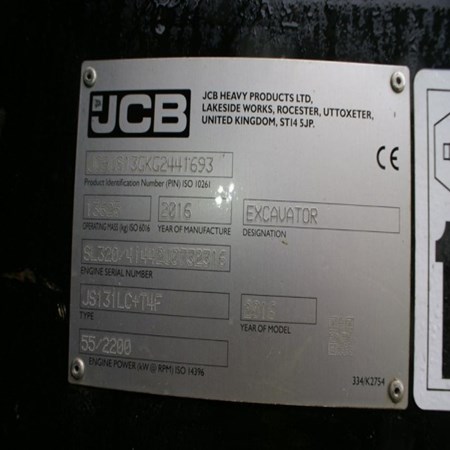 JCB
JCB HEAVY PRODUCTS LTD,
LAKESIDE WORKS, ROCESTER, UTTOXETER,
UNITED KINGDOM, ST14 5JP.
CE
Product Identification Number (PIN) ISO 10261
2016 EXCAVATOR
OPERATING MASS (kg) ISO 6016 YEAR OF MANUFACTURE DESIGNATION
ENGINE SERIAL NUMBER
JS131LC+T4F 2016
TYPE YEAR OF MODEL
55/2200
ENGINE POWER (kW @ RPM) ISO 14396
334/K2754